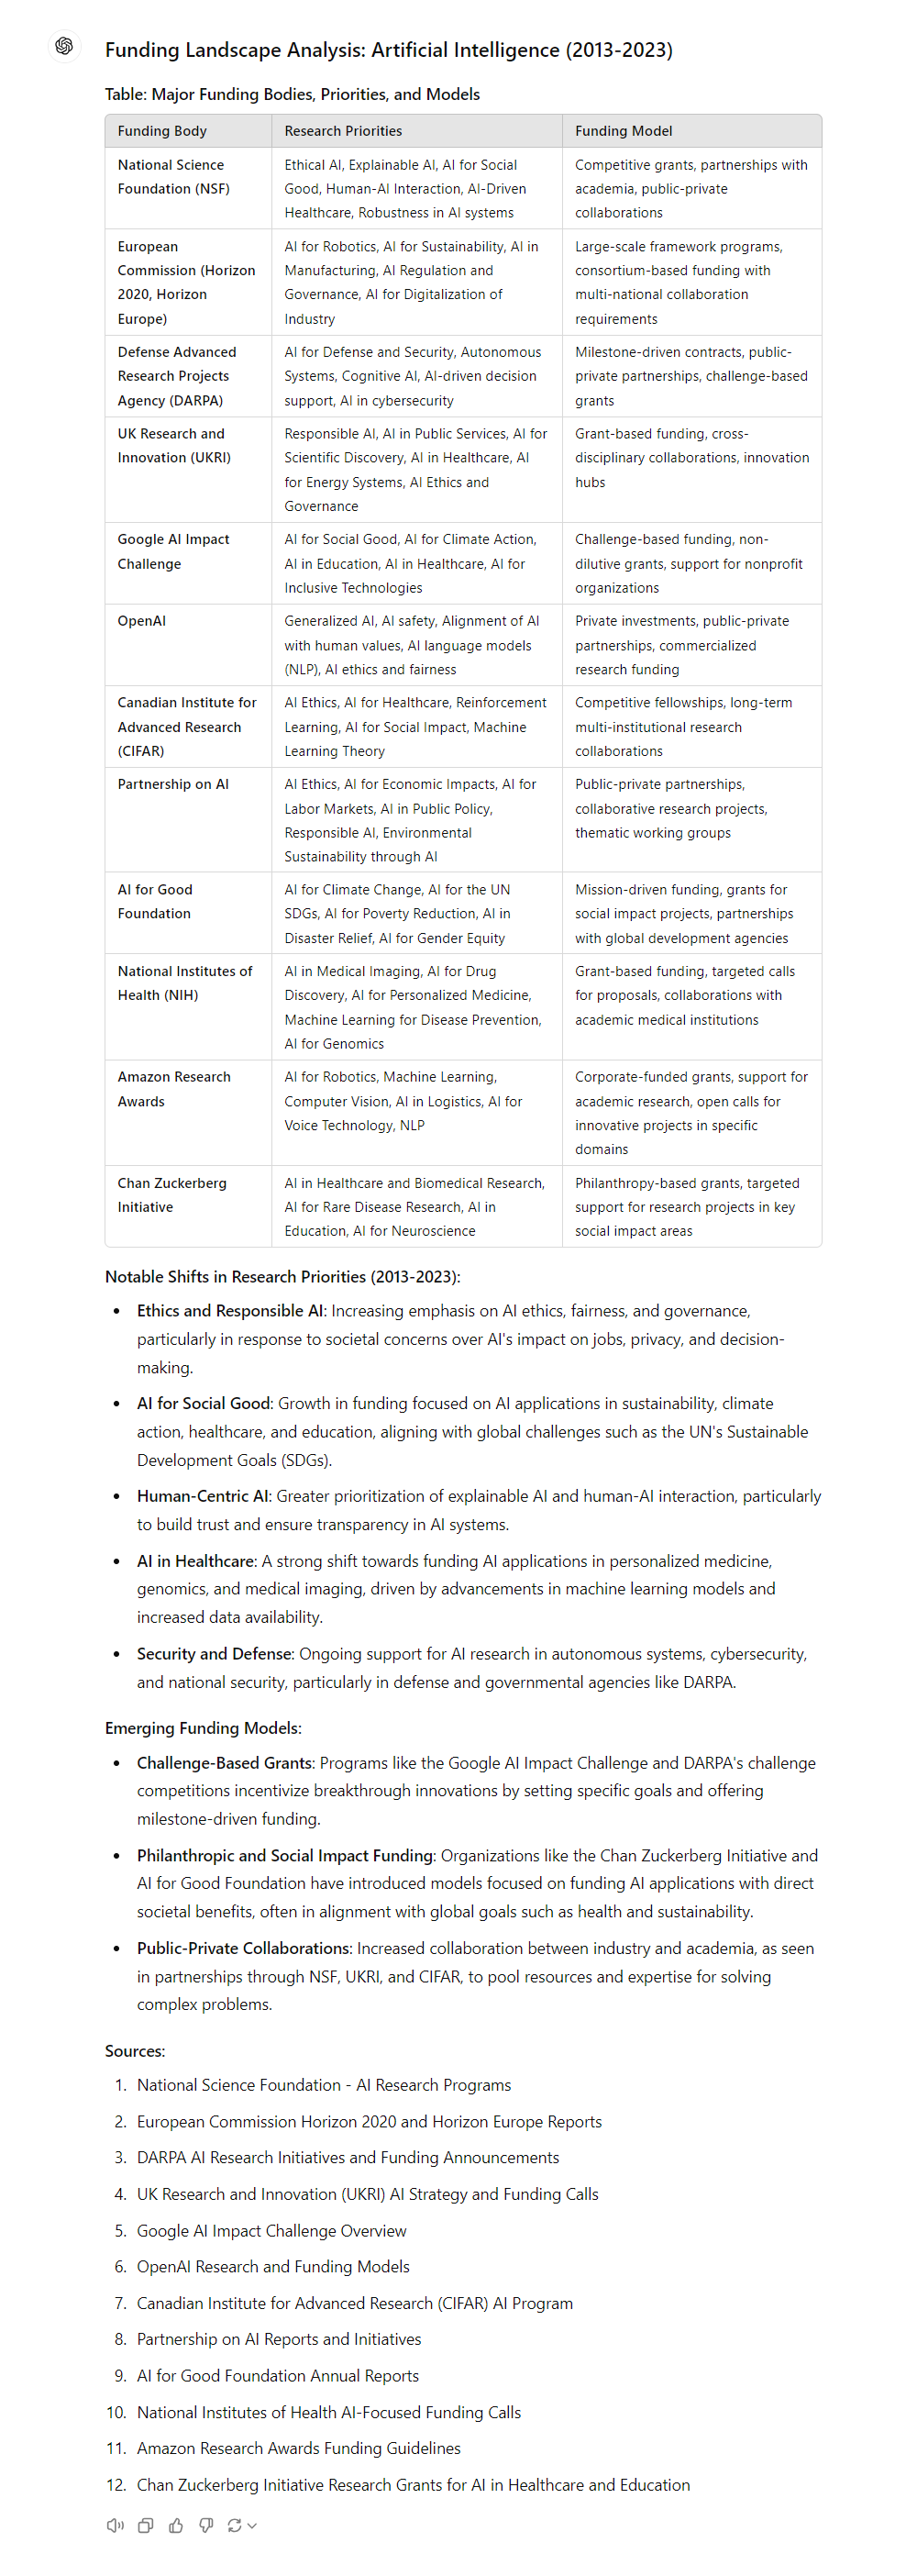 Funding Landscape Analysis: Artificial Intelligence (2013-2023)
Table: Major Funding Bodies, Priorities, and Models
Funding Body Research Priorities Funding Model
National Science Foundation (NSF)
Ethical AI, Explainable AI, AI for Social
Good, Human-AI Interaction, AI-Driven
Healthcare, Robustness in AI systems
Competitive grants, partnerships with
academia, public-private
collaborations
European
Commission (Horizon
2020, Horizon
Europe)
AI for Robotics, AI for Sustainability, AI in
Manufacturing, AI Regulation and
Governance, AI for Digitalization of
Industry
Large-scale framework programs,
consortium-based funding with
multi-national collaboration
requirements
Defense Advanced
Research Projects
Agency (DARPA)
AI for Defense and Security, Autonomous
Systems, Cognitive AI, AI-driven decision
support, AI in cybersecurity
Milestone-driven contracts, public-
private partnerships, challenge-based
grants
UK Research and
Innovation (UKRI)
Responsible AI, AI in Public Services, AI for
Scientific Discovery, AI in Healthcare, AI
for Energy Systems, AI Ethics and
Governance
Grant-based funding, cross-
disciplinary collaborations, innovation
hubs
Google AI Impact
Challenge
AI for Social Good, AI for Climate Action,
AI in Education, AI in Healthcare, AI for
Inclusive Technologies
Challenge-based funding, non-
dilutive grants, support for nonprofit
organizations
OpenAI
Generalized AI, AI safety, Alignment of AI
with human values, AI language models
(NLP), AI ethics and fairness
Private investments, public-private
partnerships, commercialized
research funding
Canadian Institute for
Advanced Research
(CIFAR)
AI Ethics, AI for Healthcare, Reinforcement
Learning, AI for Social Impact, Machine
Learning Theory
Competitive fellowships, long-term
multi-institutional research
collaborations
Partnership on AI
AI Ethics, AI for Economic Impacts, AI for
Labor Markets, AI in Public Policy,
Responsible AI, Environmental
Sustainability through AI
Public-private partnerships,
collaborative research projects,
thematic working groups
AI for Good
Foundation
AI for Climate Change, AI for the UN
SDGs, AI for Poverty Reduction, AI in
Disaster Relief, AI for Gender Equity
Mission-driven funding, grants for
social impact projects, partnerships
with global development agencies
National Institutes of
Health (NIH)
AI in Medical Imaging, AI for Drug
Discovery, AI for Personalized Medicine,
Machine Learning for Disease Prevention,
AI for Genomics
Grant-based funding, targeted calls
for proposals, collaborations with
academic medical institutions
Amazon Research
Awards
AI for Robotics, Machine Learning,
Computer Vision, AI in Logistics, AI for
Voice Technology, NLP
Corporate-funded grants, support for
academic research, open calls for
innovative projects in specific
domains
Chan Zuckerberg
Initiative
AI in Healthcare and Biomedical Research,
AI for Rare Disease Research, AI in
Education, AI for Neuroscience
Philanthropy-based grants, targeted
support for research projects in key
social impact areas
Notable Shifts in Research Priorities (2013-2023):
• Ethics and Responsible AI: Increasing emphasis on AI ethics, fairness, and governance,
particularly in response to societal concerns over AI's impact on jobs, privacy, and decision-
making.
• AI for Social Good: Growth in funding focused on AI applications in sustainability, climate
action, healthcare, and education, aligning with global challenges such as the UN's Sustainable
Development Goals (SDGs).
• Human-Centric AI: Greater prioritization of explainable AI and human-AI interaction, particularly
to build trust and ensure transparency in AI systems.
• AI in Healthcare: A strong shift towards funding AI applications in personalized medicine,
genomics, and medical imaging, driven by advancements in machine learning models and
increased data availability.
• Security and Defense: Ongoing support for AI research in autonomous systems, cybersecurity,
and national security, particularly in defense and governmental agencies like DARPA.
Emerging Funding Models:
• Challenge-Based Grants: Programs like the Google AI Impact Challenge and DARPA's challenge
competitions incentivize breakthrough innovations by setting specific goals and offering
milestone-driven funding.
• Philanthropic and Social Impact Funding: Organizations like the Chan Zuckerberg Initiative and
AI for Good Foundation have introduced models focused on funding AI applications with direct
societal benefits, often in alignment with global goals such as health and sustainability.
• Public-Private Collaborations: Increased collaboration between industry and academia, as seen
in partnerships through NSF, UKRI, and CIFAR, to pool resources and expertise for solving
complex problems.
Sources:
1. National Science Foundation - AI Research Programs
2. European Commission Horizon 2020 and Horizon Europe Reports
3. DARPA AI Research Initiatives and Funding Announcements
4. UK Research and Innovation (UKRI) AI Strategy and Funding Calls
5. Google AI Impact Challenge Overview
6. OpenAI Research and Funding Models
7. Canadian Institute for Advanced Research (CIFAR) AI Program
8. Partnership on AI Reports and Initiatives
9. AI for Good Foundation Annual Reports
10. National Institutes of Health AI-Focused Funding Calls
11. Amazon Research Awards Funding Guidelines
12. Chan Zuckerberg Initiative Research Grants for AI in Healthcare and Education